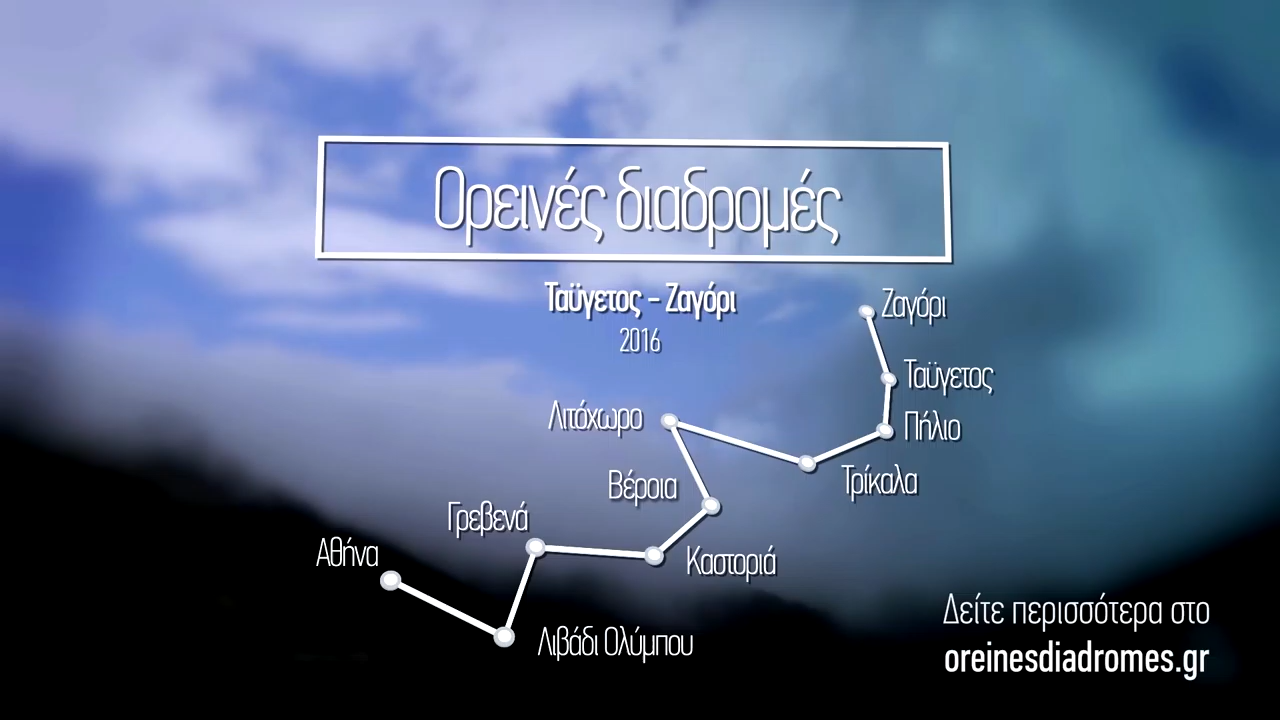 Ορεινές διαδρομές
Ταΰγετος - Ζαγόρι
2016
Ζαγόρι
Ταΰγετος
Πήλιο
Λιτόχωρο
Τρίκαλα
Βέροια
Γρεβενά
Καστοριά
Αθήνα
Λιβάδι Ολύμπου
Δείτε περισσότερα στο
oreinesdiadromes.gr